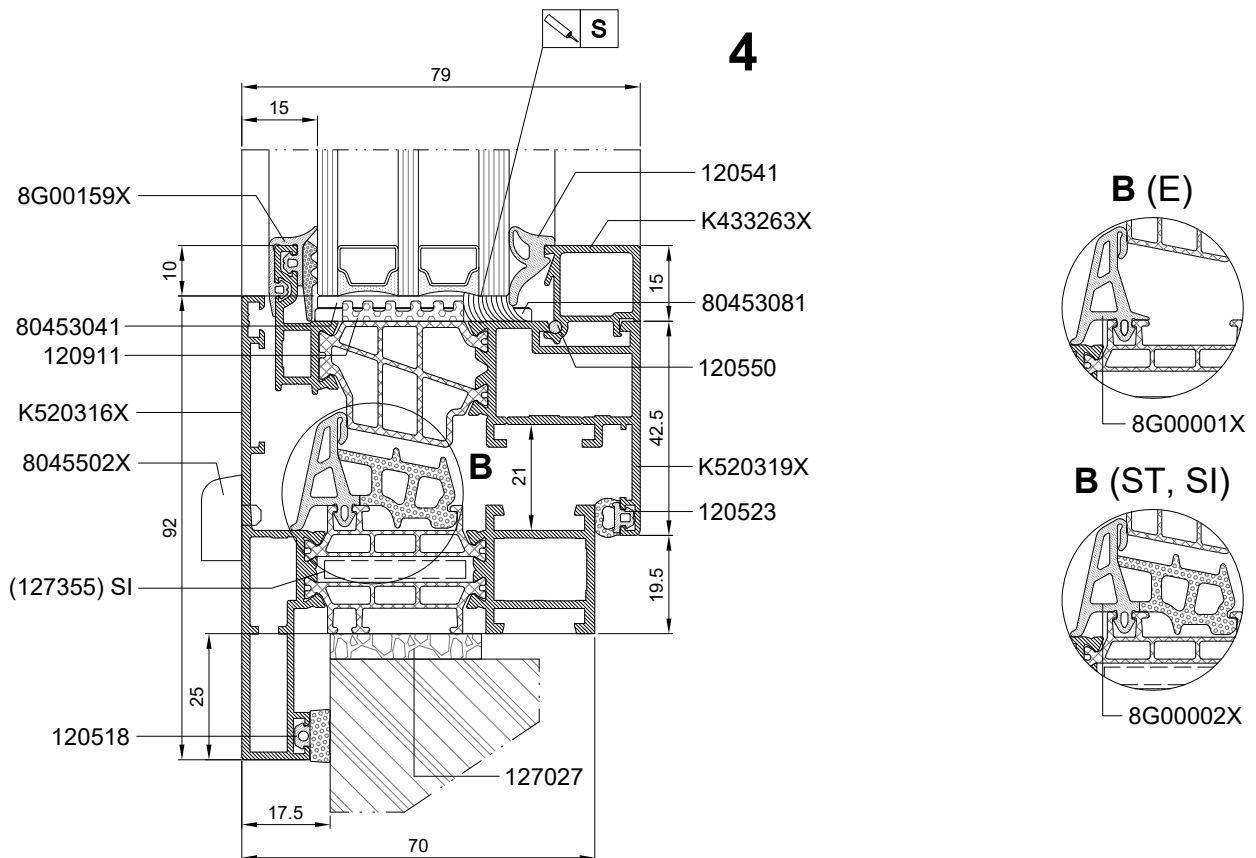 S
4
79
15
8G00159X
120541
K433263X
B (E)
10
15
80453041
80453081
120911
120550
8G00001X
K520316X
42.5
B (ST, SI)
8045502X
B
21
K520319X
92
120523
(127355) SI
19.5
25
8G00002X
120518
127027
17.5
70